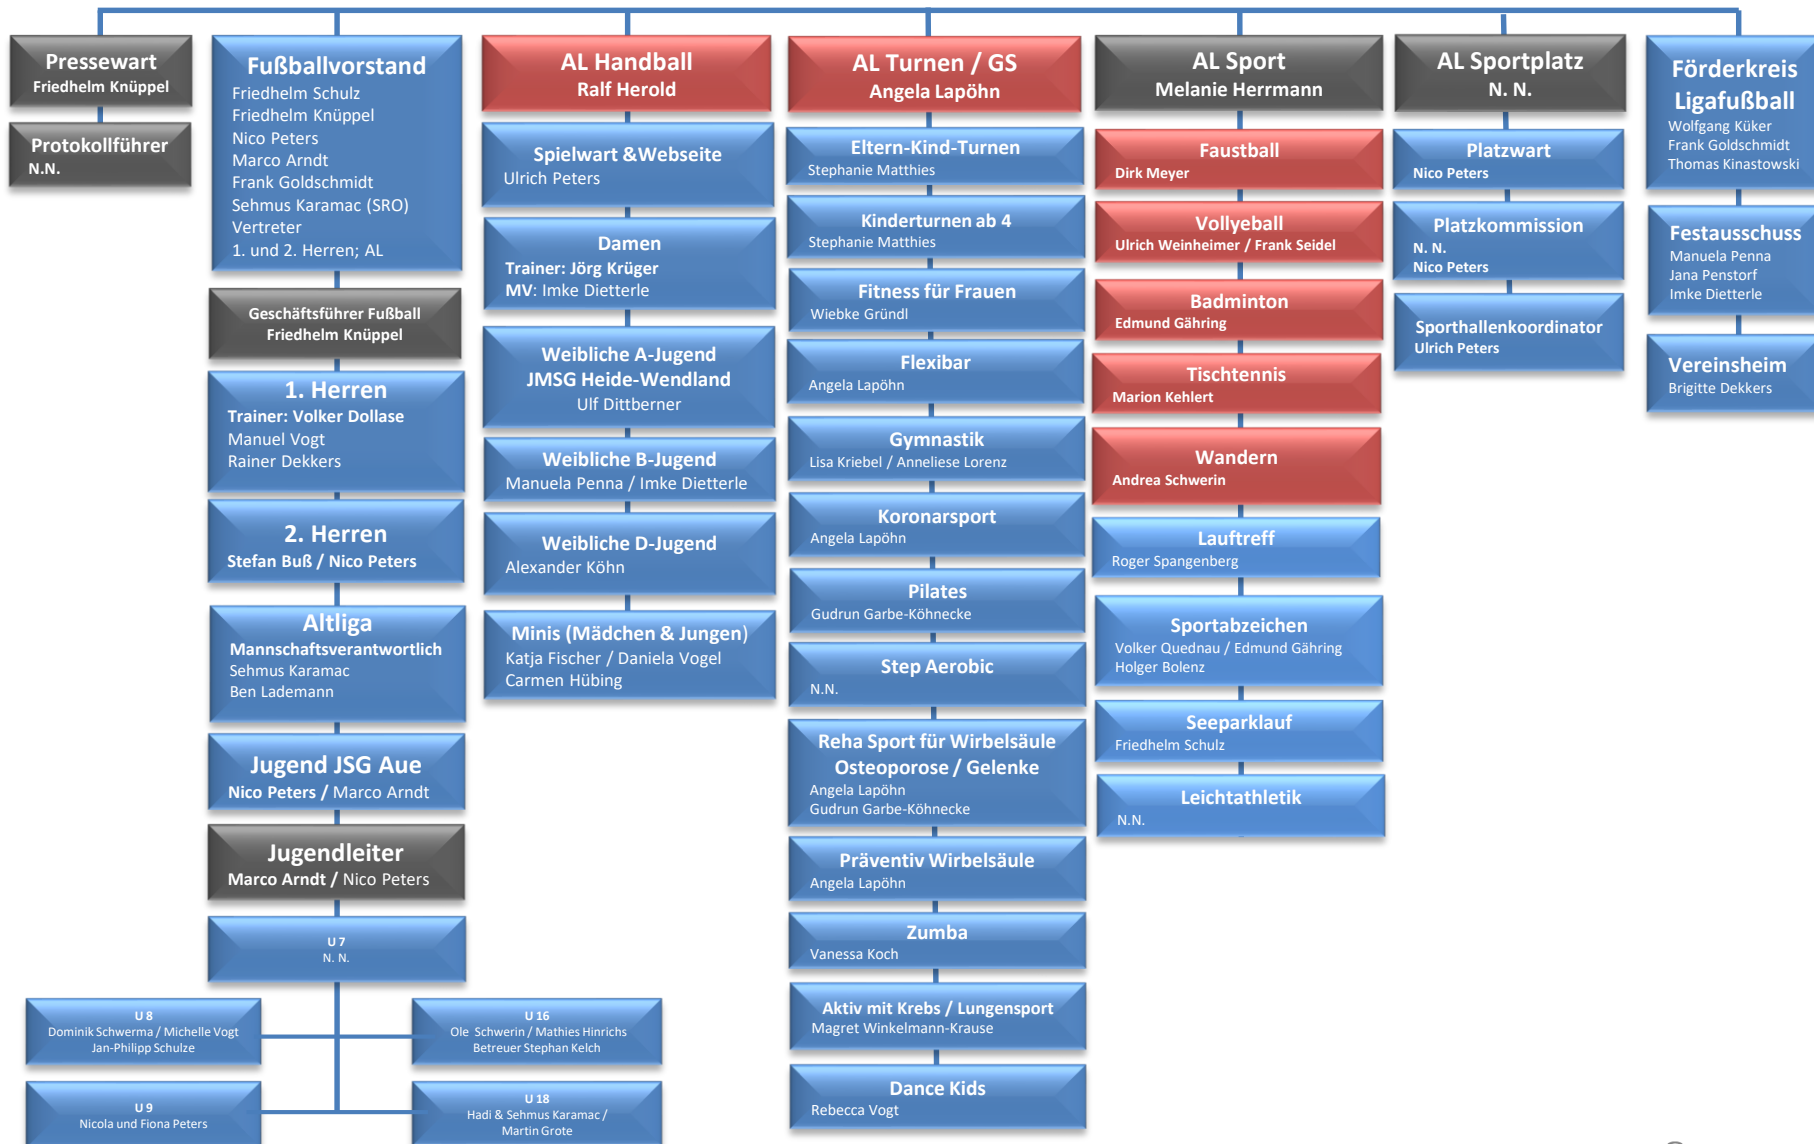 Pressewart
Friedhelm Knüppel
Protokollführer
N.N.
Fußballvorstand
Friedhelm Schulz
Friedhelm Knüppel
Nico Peters
Marco Arndt
Frank Goldschmidt
Sehmus Karamac (SRO)
Vertreter
1. und 2. Herren; AL
Geschäftsführer Fußball
Friedhelm Knüppel
1. Herren
Trainer: Volker Dollase
Manuel Vogt
Rainer Dekkers
2. Herren
Stefan Buß / Nico Peters
Altliga
Mannschaftsverantwortlich
Sehmus Karamac
Ben Lademann
Jugend JSG Aue
Nico Peters / Marco Arndt
Jugendleiter
Marco Arndt / Nico Peters
U 7
N. N.
U 8
Dominik Schwerma / Michelle Vogt
Jan-Philipp Schulze
U 9
Nicola und Fiona Peters
U 16
Ole Schwerin / Mathies Hinrichs
Betreuer Stephan Kelch
U 18
Hadi & Sehmus Karamac /
Martin Grote
AL Handball
Ralf Herold
Spielwart &Webseite
Ulrich Peters
Damen
Trainer: Jörg Krüger
MV: Imke Dietterle
Weibliche A-Jugend
JMSG Heide-Wendland
Ulf Dittberner
Weibliche B-Jugend
Manuela Penna / Imke Dietterle
Weibliche D-Jugend
Alexander Köhn
Minis (Mädchen & Jungen)
Katja Fischer / Daniela Vogel
Carmen Hübing
AL Turnen / GS
Angela Lapöhn
Eltern-Kind-Turnen
Stephanie Matthies
Kinderturnen ab 4
Stephanie Matthies
Fitness für Frauen
Wiebke Gründl
Flexibar
Angela Lapöhn
Gymnastik
Lisa Kriebel / Anneliese Lorenz
Koronarsport
Angela Lapöhn
Pilates
Gudrun Garbe-Köhnecke
Step Aerobic
N.N.
Reha Sport für Wirbelsäule
Osteoporose / Gelenke
Angela Lapöhn
Gudrun Garbe-Köhnecke
Präventiv Wirbelsäule
Angela Lapöhn
Zumba
Vanessa Koch
Aktiv mit Krebs / Lungensport
Magret Winkelmann-Krause
Dance Kids
Rebecca Vogt
AL Sport
Melanie Herrmann
Faustball
Dirk Meyer
Vollyeball
Ulrich Weinheimer / Frank Seidel
Badminton
Edmund Gähring
Tischtennis
Marion Kehlert
Wandern
Andrea Schwerin
Lauftreff
Roger Spangenberg
Sportabzeichen
Volker Quednau / Edmund Gähring
Holger Bolenz
Seeparklauf
Friedhelm Schulz
Leichtathletik
N.N.
AL Sportplatz
N. N.
Platzwart
Nico Peters
Platzkommission
N. N.
Nico Peters
Sporthallenkoordinator
Ulrich Peters
Förderkreis
Ligafußball
Wolfgang Küker
Frank Goldschmidt
Thomas Kinastowski
Festausschuss
Manuela Penna
Jana Penstorf
Imke Dietterle
Vereinsheim
Brigitte Dekkers